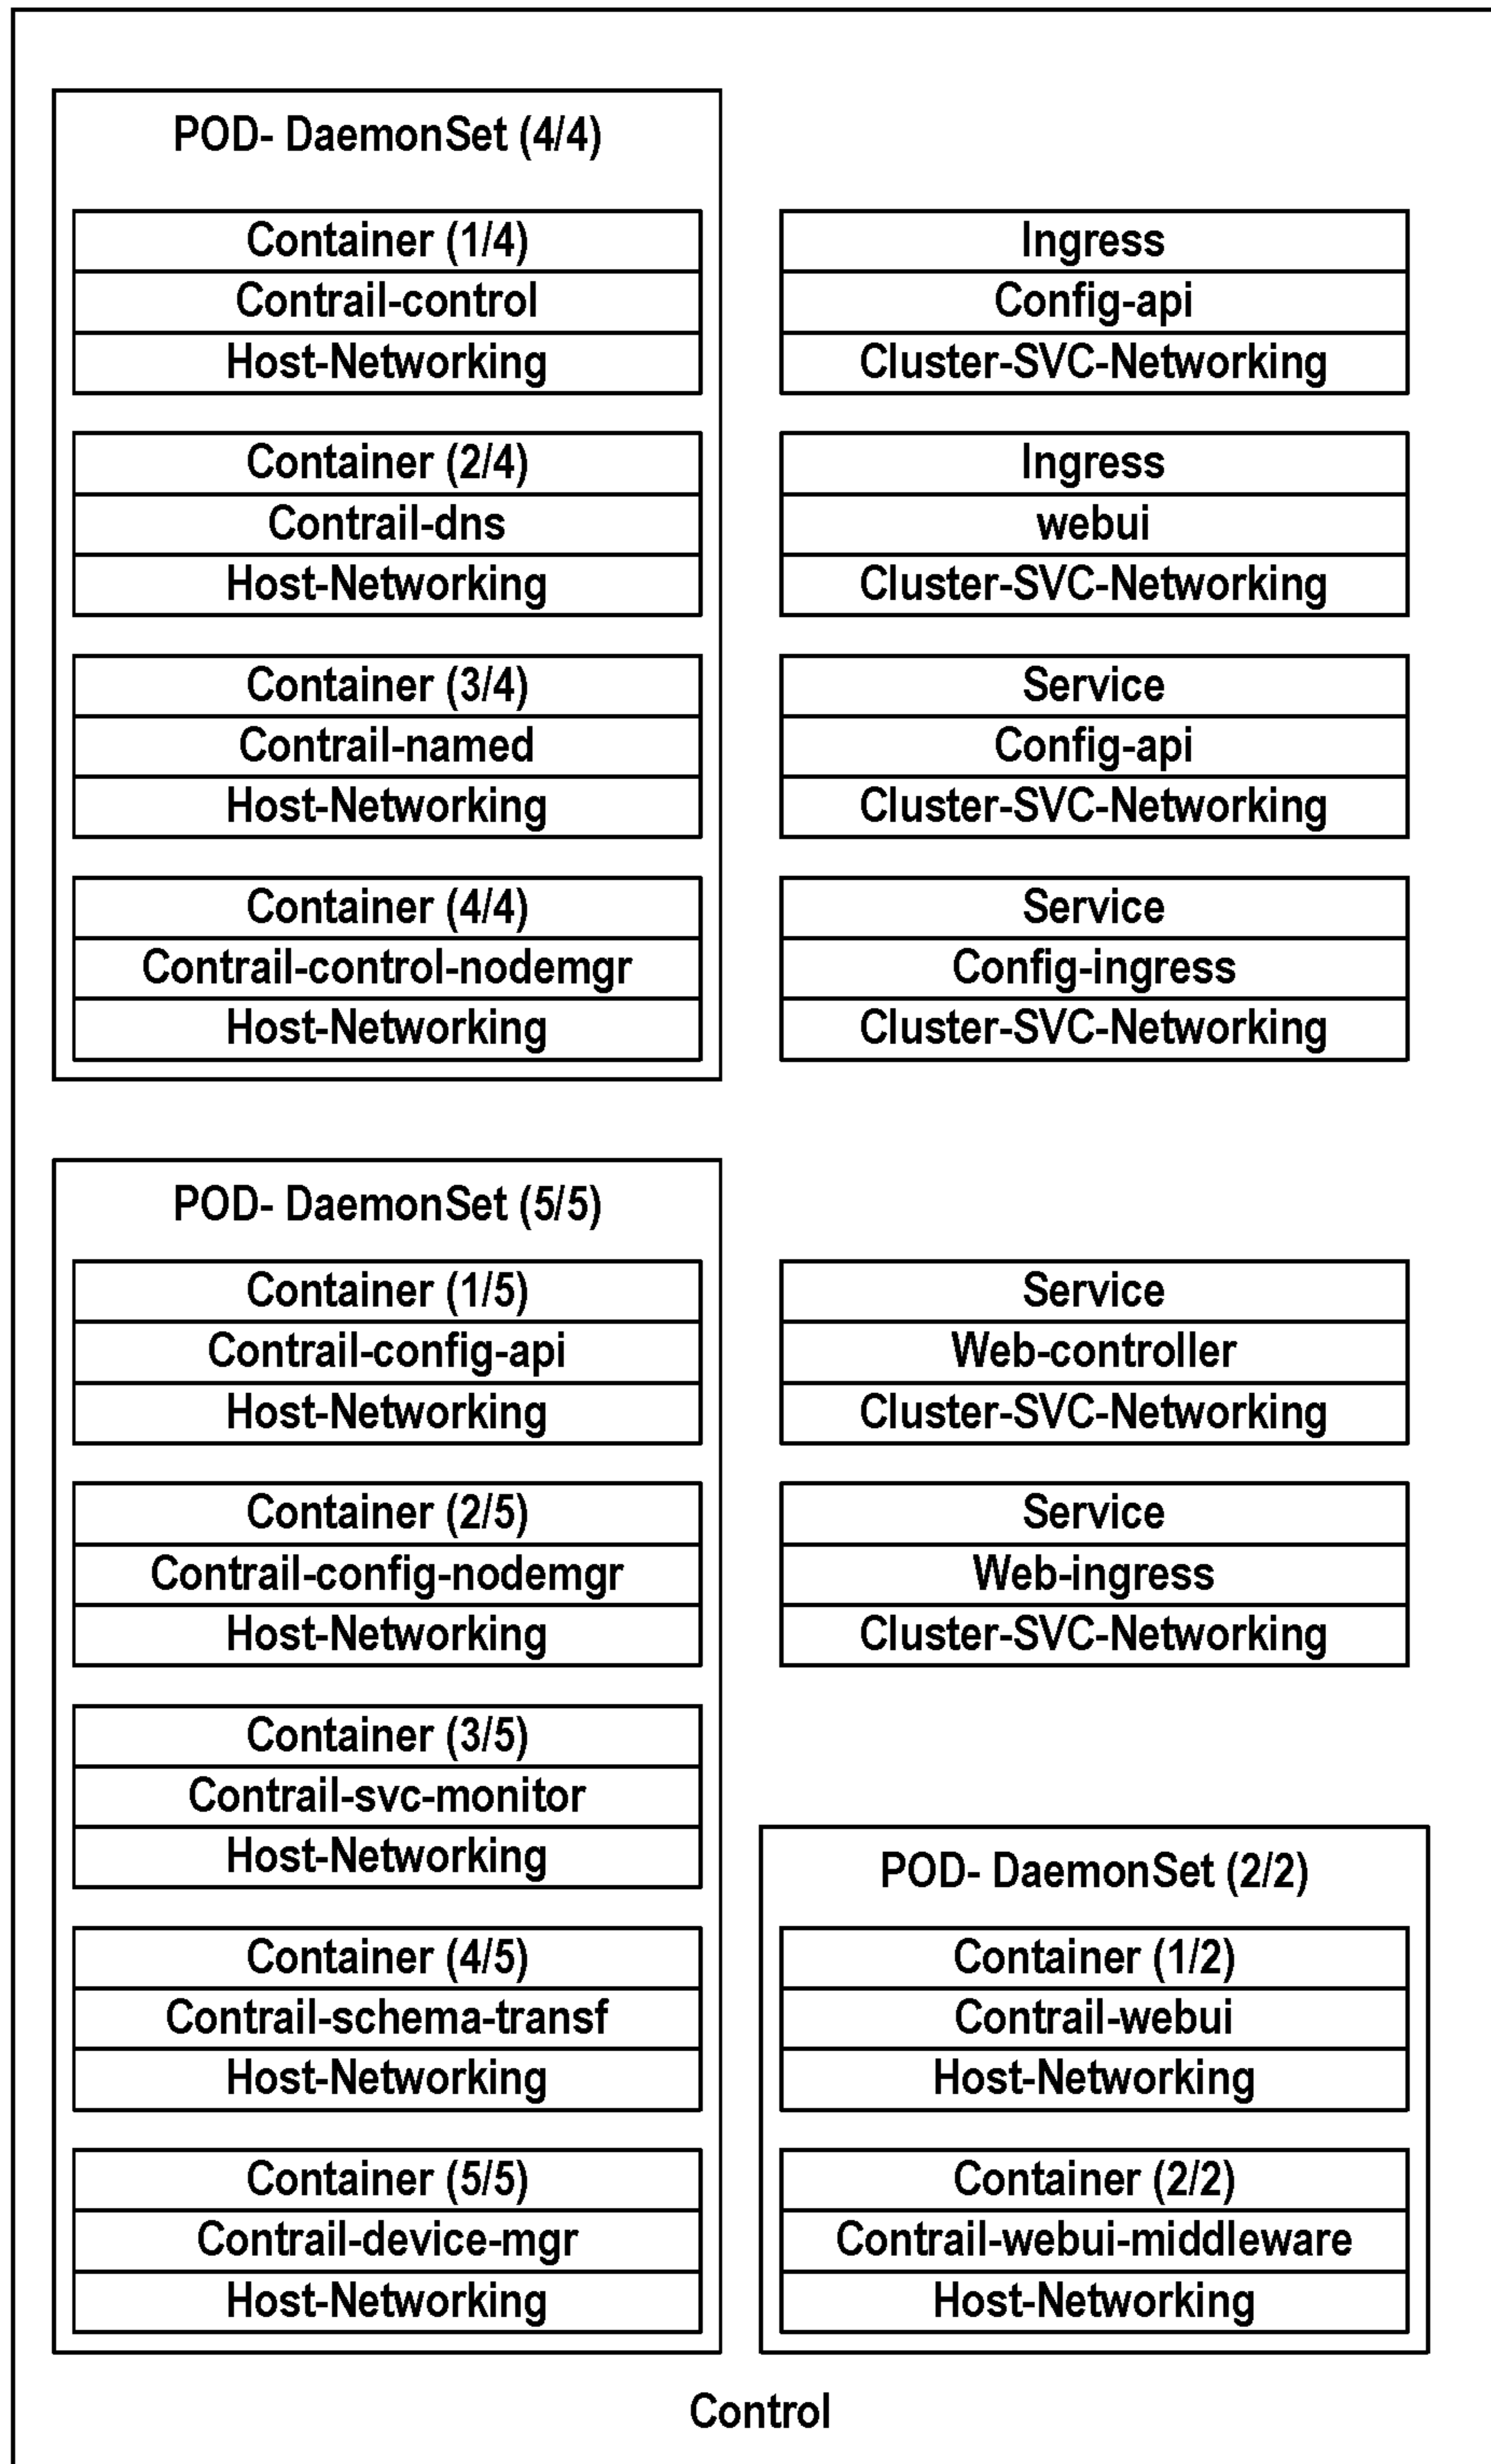 POD- DaemonSet (4/4)
Container (1/4)
Contrail-control
Host-Networking
Container (2/4)
Contrail-dns
Host-Networking
Container (3/4)
Contrail-named
Host-Networking
Container (4/4)
Contrail-control-nodemgr
Host-Networking
Ingress
Config-api
Cluster-SVC-Networking
Ingress
webui
Cluster-SVC-Networking
Service
Config-api
Cluster-SVC-Networking
Service
Config-ingress
Cluster-SVC-Networking
POD- DaemonSet (5/5)
Container (1/5)
Contrail-config-api
Host-Networking
Container (2/5)
Contrail-config-nodemgr
Host-Networking
Container (3/5)
Contrail-svc-monitor
Host-Networking
Container (4/5)
Contrail-schema-transf
Host-Networking
Container (5/5)
Contrail-device-mgr
Host-Networking
Service
Web-controller
Cluster-SVC-Networking
Service
Web-ingress
Cluster-SVC-Networking
POD- DaemonSet (2/2)
Container (1/2)
Contrail-webui
Host-Networking
Container (2/2)
Contrail-webui-middleware
Host-Networking
Control